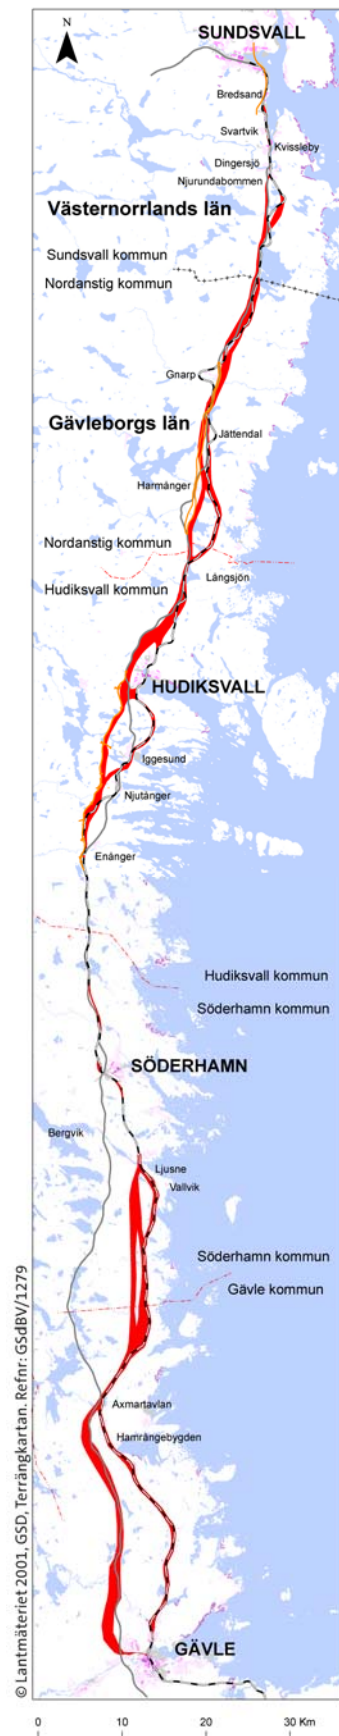 N
SUNDSVALL
Bredsand
Svartvik
Kvissleby
Dingersjö
Njurundabommen
Västernorrlands län
Sundsvall kommun
Nordanstig kommun
Gnarp
Gävleborgs län
Jättendal
Harmånger
Nordanstig kommun
Långsjön
Hudiksvall kommun
HUDIKSVALL
Iggesund
Njutånger
Enånger
Hudiksvall kommun
Söderhamn kommun
SÖDERHAMN
Bergvik
Ljusne
Vallvik
Söderhamn kommun
Gävle kommun
Axmartavlan
Hamrångebygden
GÄVLE
© Lantmäteriet 2001. GSD, Terrängkartan. Refnr: GSdBV/1279
0 10 20 30 Km